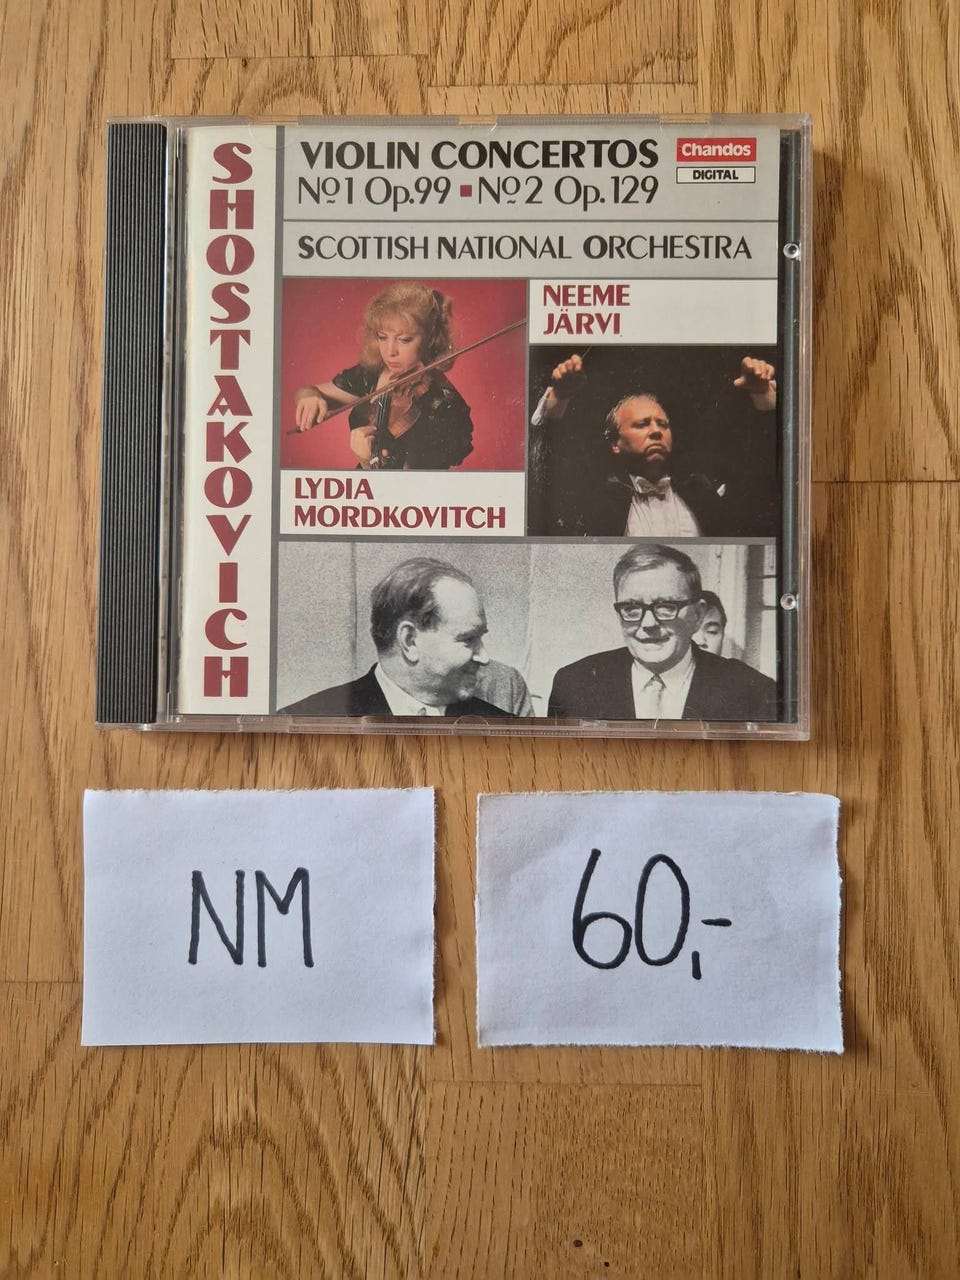 SHOSTAKOVICH
VIOLIN CONCERTOS
Nº1 Op.99 ▪ Nº2 Op.129
Chandos
DIGITAL
SCOTTISH NATIONAL ORCHESTRA
NEEME
JÄRVI
LYDIA
MORDKOVITCH
NM
60,-